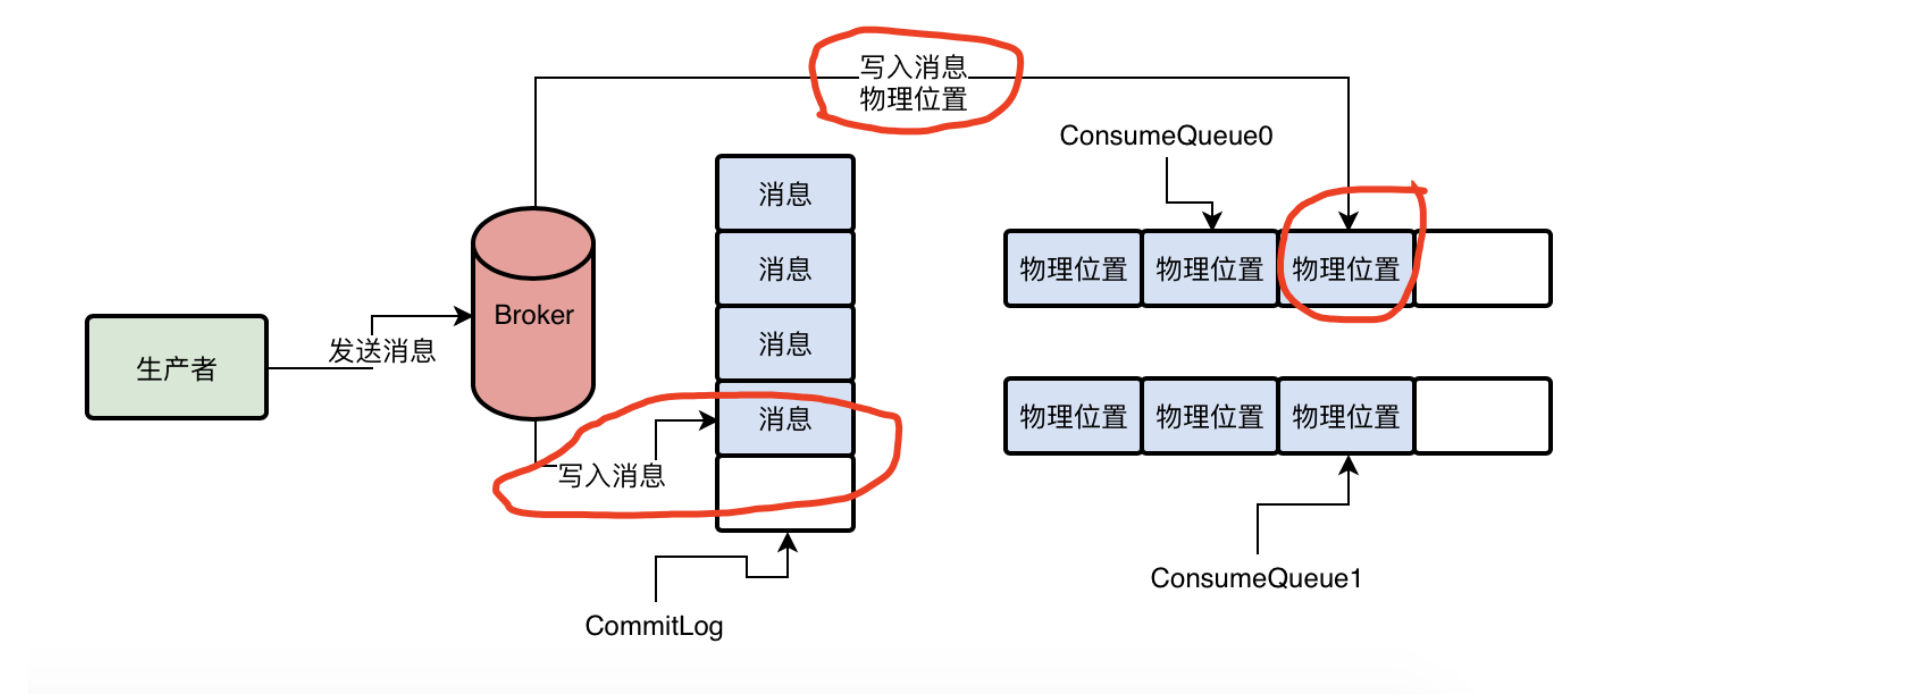 写入消息
物理位置
ConsumeQueue0
消息
消息
物理位置
物理位置
物理位置
Broker
发送消息
消息
生产者
消息
物理位置
物理位置
物理位置
写入消息
ConsumeQueue1
CommitLog